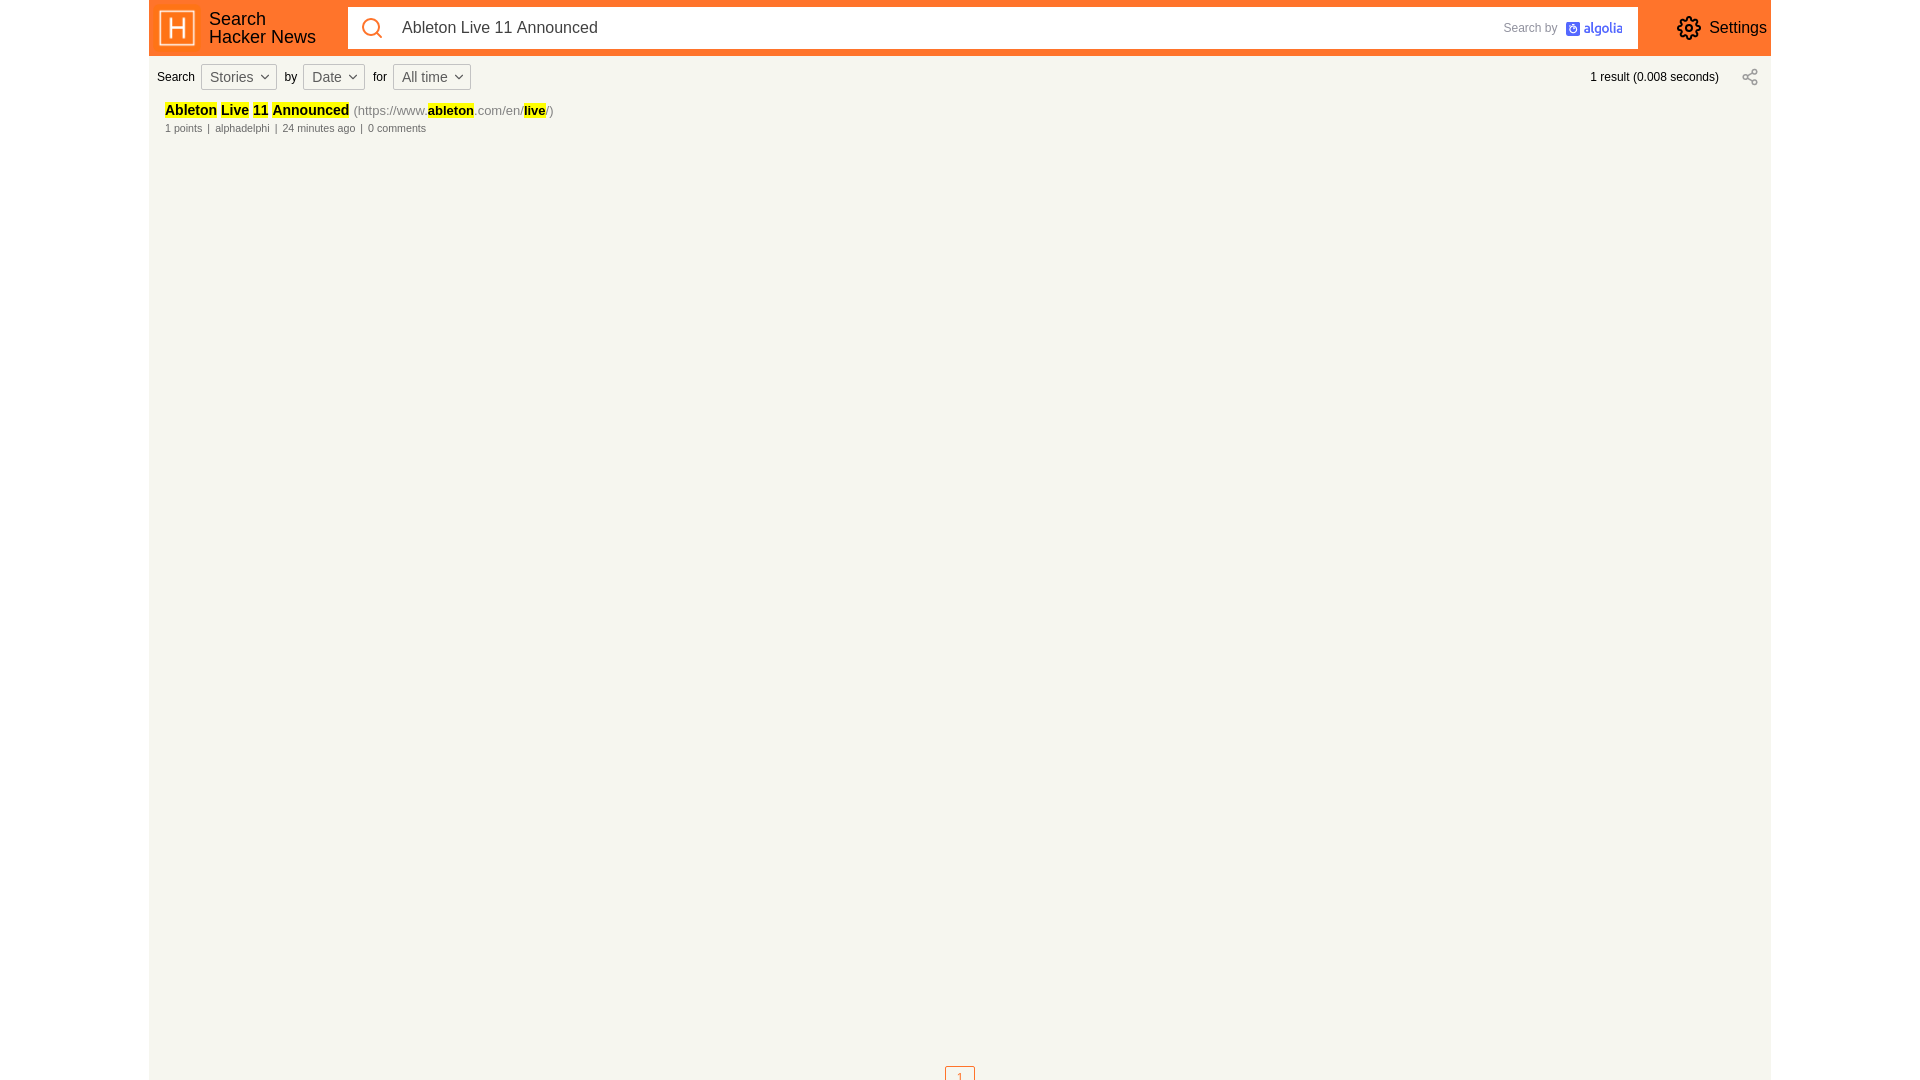 H Search
Hacker News
Ableton Live 11 Announced
Search by algolia
Settings
Search Stories by Date for All time
1 result (0.008 seconds)
Ableton Live 11 Announced (https://www.ableton.com/en/live/)
1 points | alphadelphi | 24 minutes ago | 0 comments
1